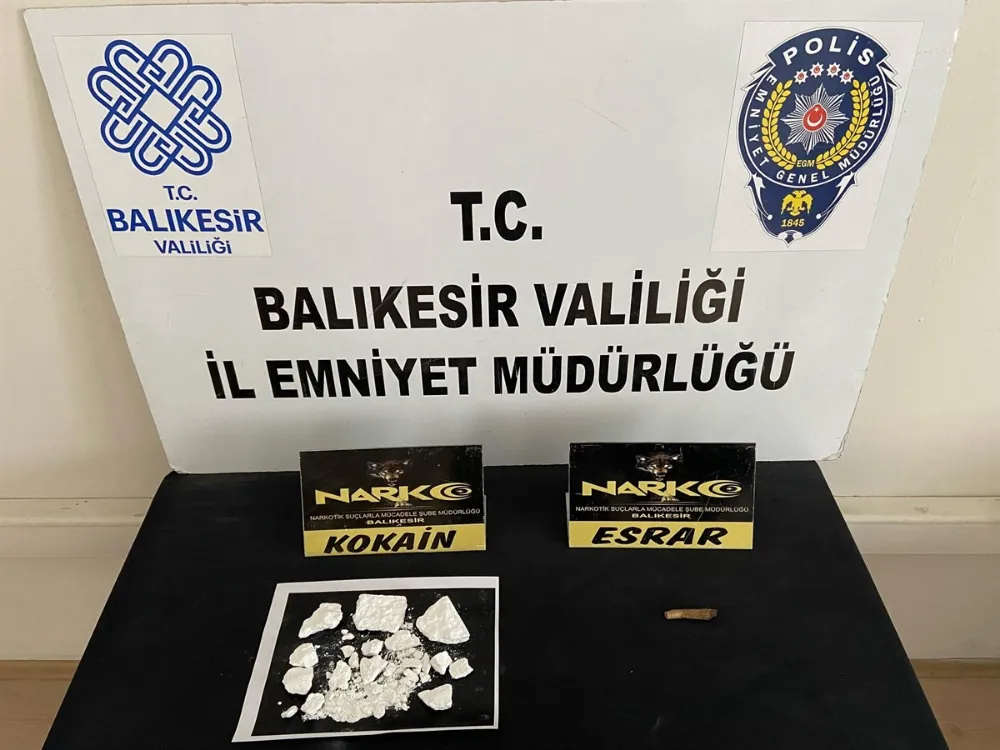 T.C.
BALIKESİR
VALİLİĞİ
POLİS
EMNİYET GENEL MÜDÜRLÜĞÜ
EGM
1845
T.C.
BALIKESİR VALİLİĞİ
İL EMNİYET MÜDÜRLÜĞÜ
NARKO
NARKOTİK SUÇLARLA MÜCADELE ŞUBE MÜDÜRLÜĞÜ
BALIKESİR
KOKAİN
NARKO
NARKOTİK SUÇLARLA MÜCADELE ŞUBE MÜDÜRLÜĞÜ
BALIKESİR
ESRAR